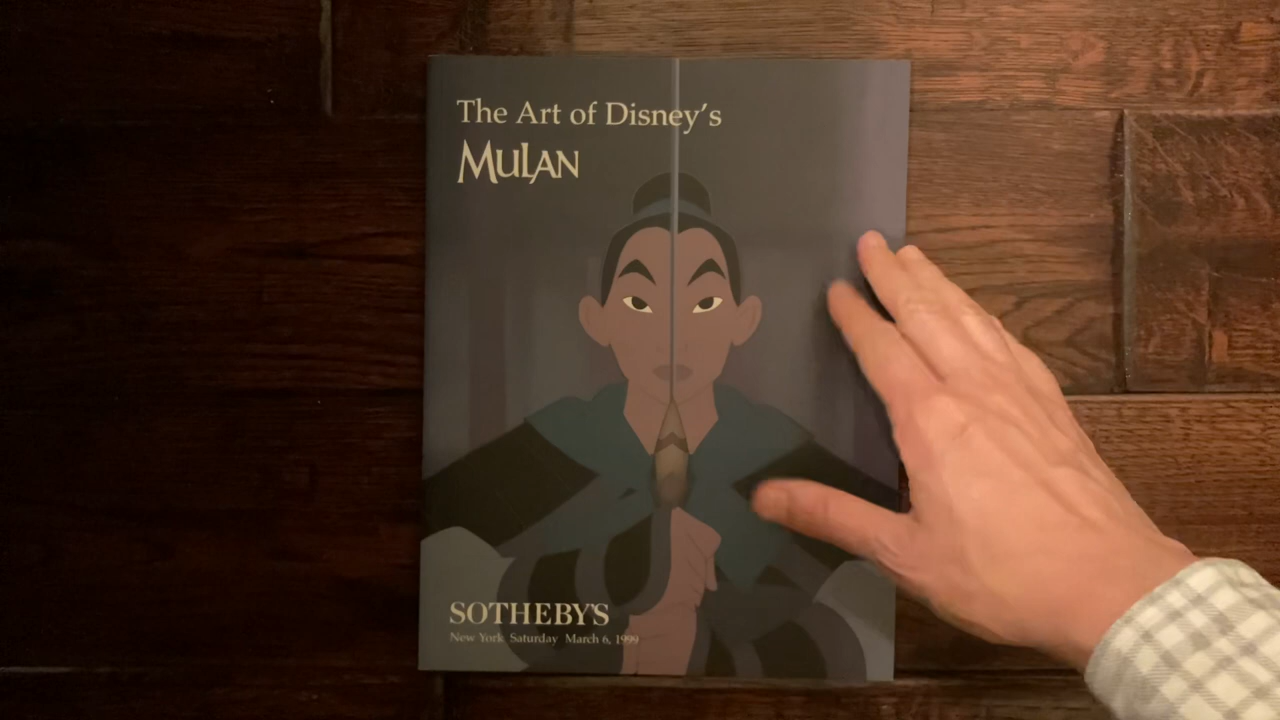 The Art of Disney's
MULAN
SOTHEBY'S
New York Saturday March 6, 1999